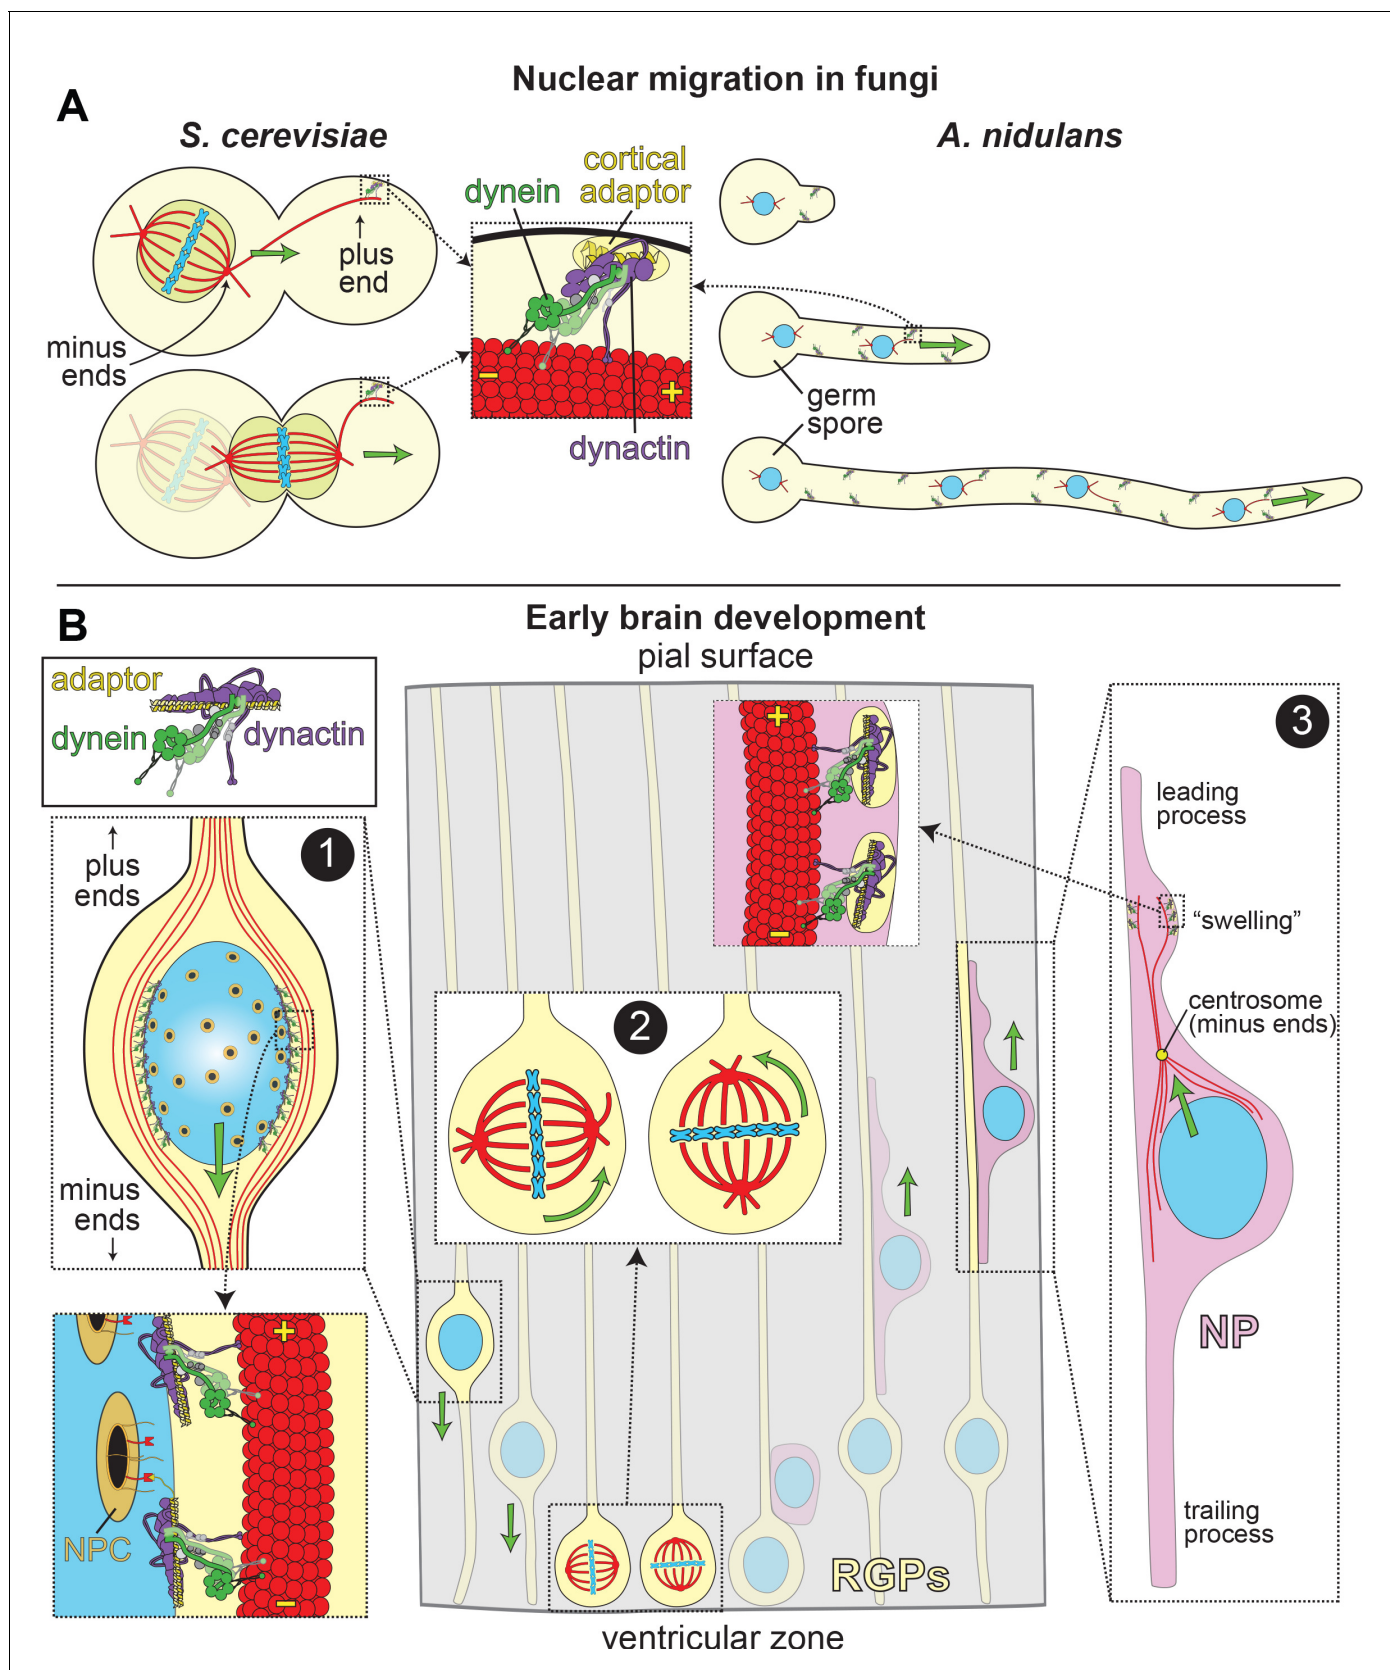 Nuclear migration in fungi
A
S. cerevisiae
A. nidulans
cortical
adaptor
dynein
plus
end
minus
ends
–
+
dynactin
germ
spore
B
Early brain development
pial surface
adaptor
dynein
dynactin
1
plus
ends
minus
ends
+
–
NPC
2
+
–
3
leading
process
"swelling"
centrosome
(minus ends)
NP
trailing
process
RGPs
ventricular zone